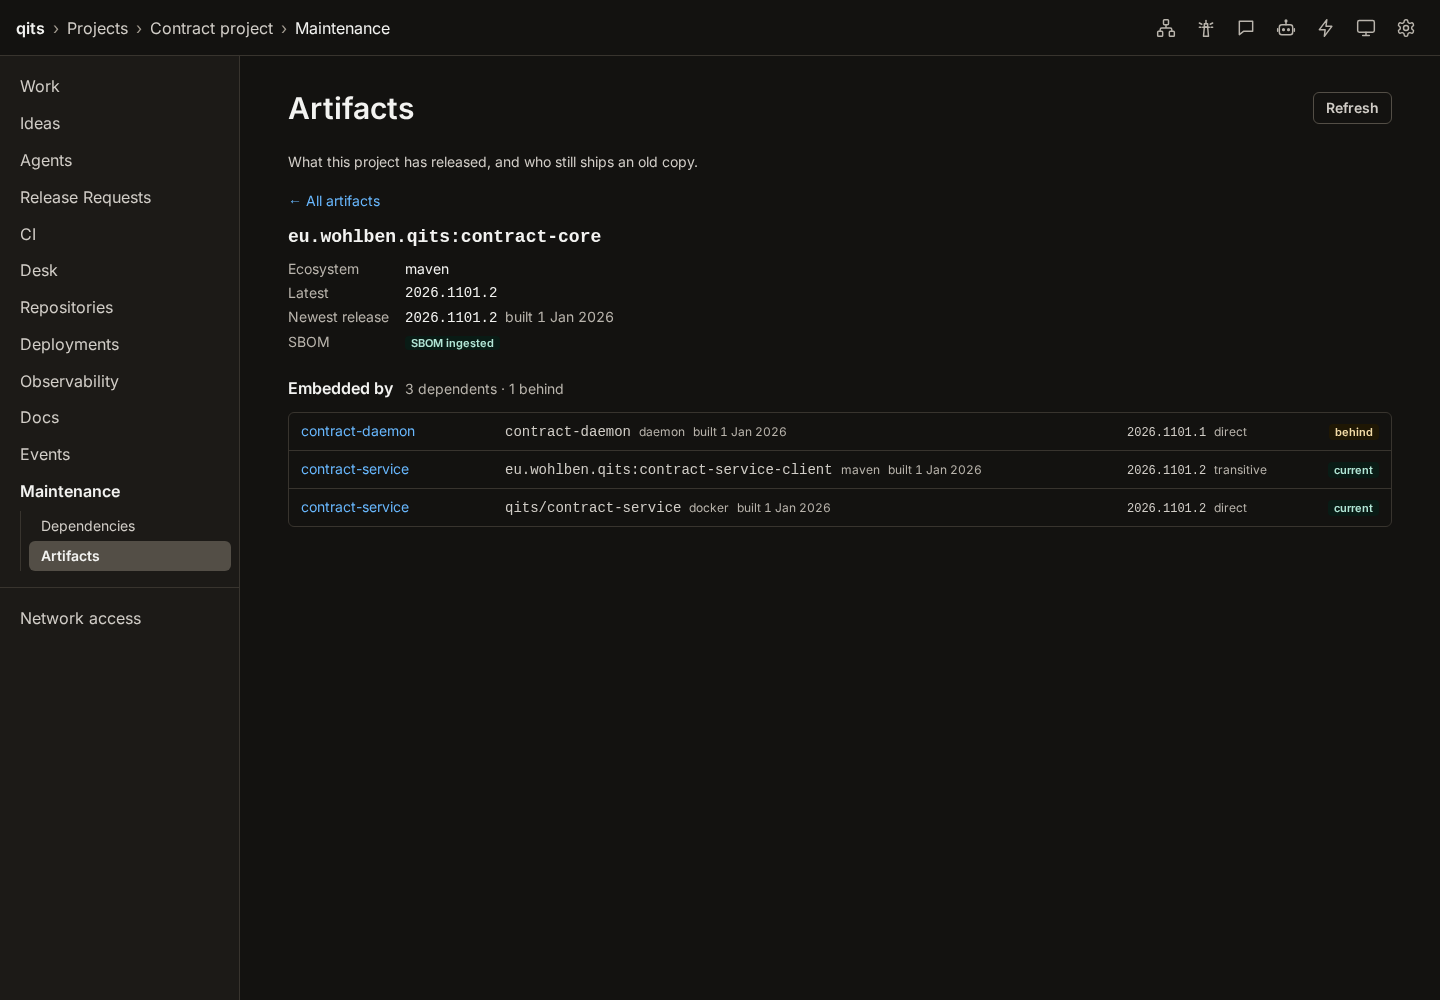 qits › Projects › Contract project › Maintenance
Work
Ideas
Agents
Release Requests
CI
Desk
Repositories
Deployments
Observability
Docs
Events
Maintenance
Dependencies
Artifacts
Network access
Artifacts
Refresh
What this project has released, and who still ships an old copy.
← All artifacts
eu.wohlben.qits:contract-core
Ecosystem maven
Latest 2026.1101.2
Newest release 2026.1101.2 built 1 Jan 2026
SBOM SBOM ingested
Embedded by 3 dependents · 1 behind
contract-daemon contract-daemon daemon built 1 Jan 2026 2026.1101.1 direct behind
contract-service eu.wohlben.qits:contract-service-client maven built 1 Jan 2026 2026.1101.2 transitive current
contract-service qits/contract-service docker built 1 Jan 2026 2026.1101.2 direct current